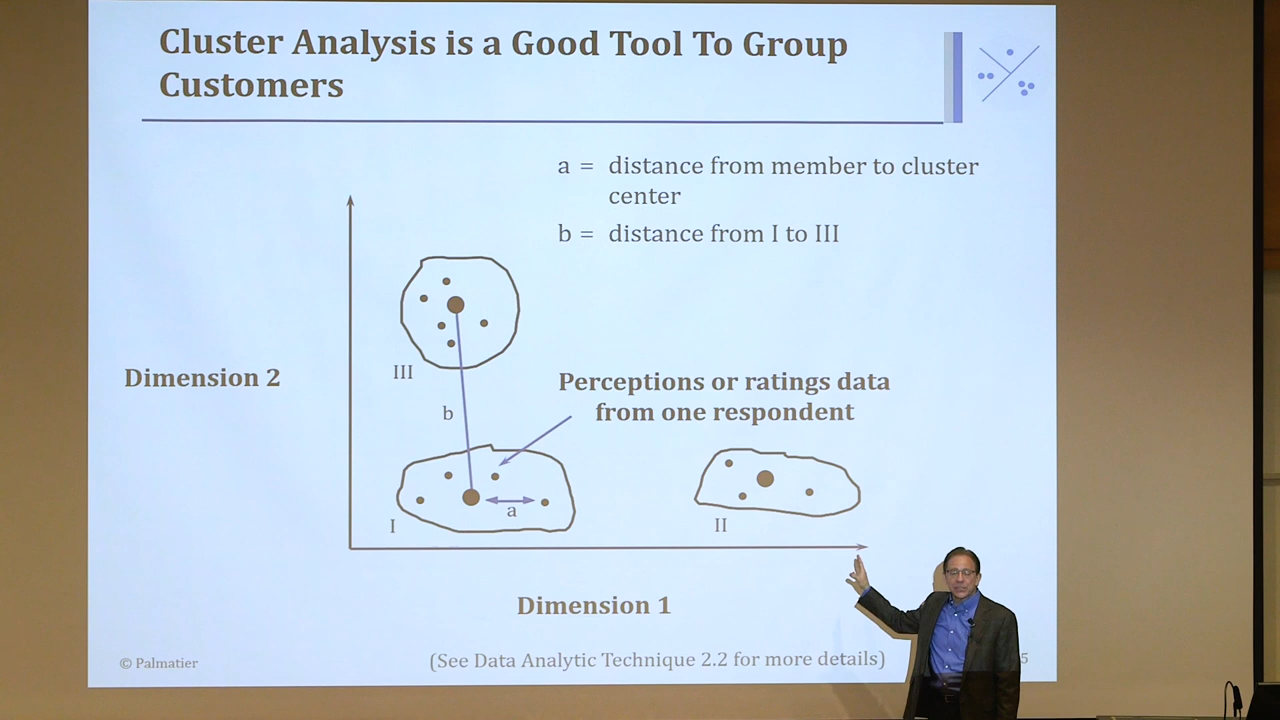 Cluster Analysis is a Good Tool To Group
Customers
a = distance from member to cluster
center
b = distance from I to III
III
Dimension 2
Perceptions or ratings data
from one respondent
b
a
I
II
Dimension 1
© Palmatier
(See Data Analytic Technique 2.2 for more details)
5